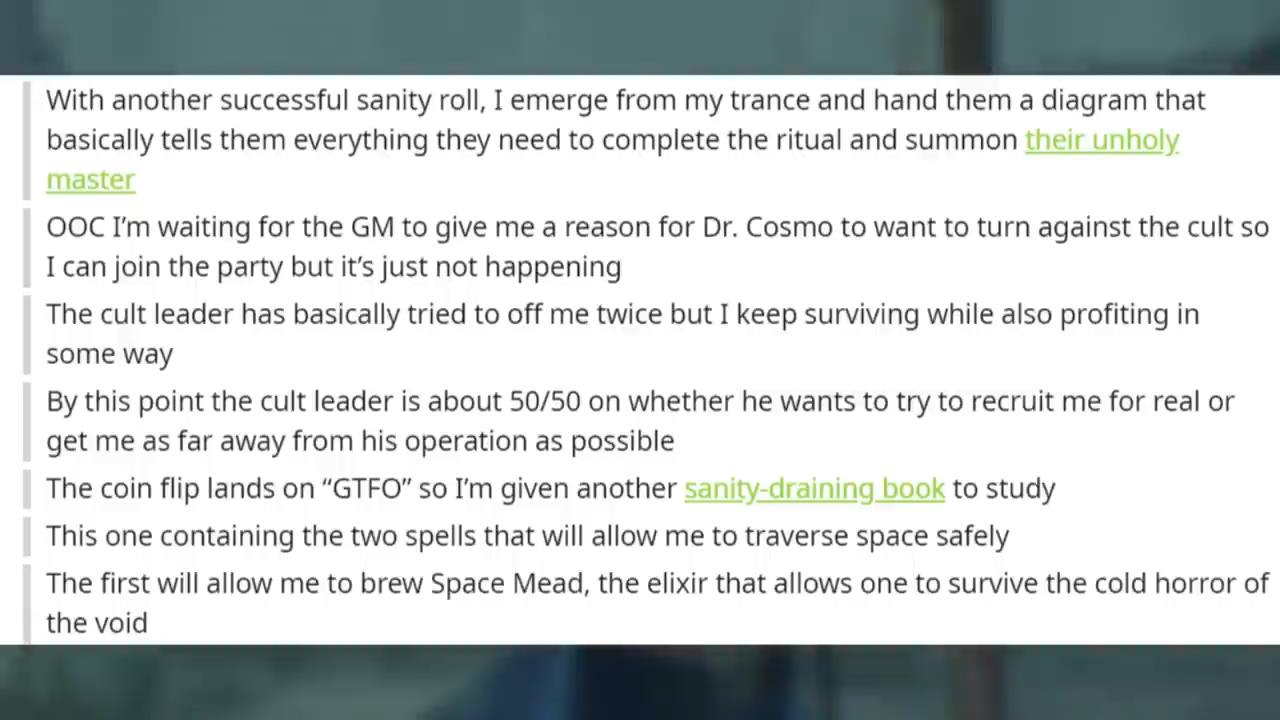 With another successful sanity roll, I emerge from my trance and hand them a diagram that
basically tells them everything they need to complete the ritual and summon their unholy
master
OOC I’m waiting for the GM to give me a reason for Dr. Cosmo to want to turn against the cult so
I can join the party but it’s just not happening
The cult leader has basically tried to off me twice but I keep surviving while also profiting in
some way
By this point the cult leader is about 50/50 on whether he wants to try to recruit me for real or
get me as far away from his operation as possible
The coin flip lands on “GTFO” so I’m given another sanity-draining book to study
This one containing the two spells that will allow me to traverse space safely
The first will allow me to brew Space Mead, the elixir that allows one to survive the cold horror of
the void